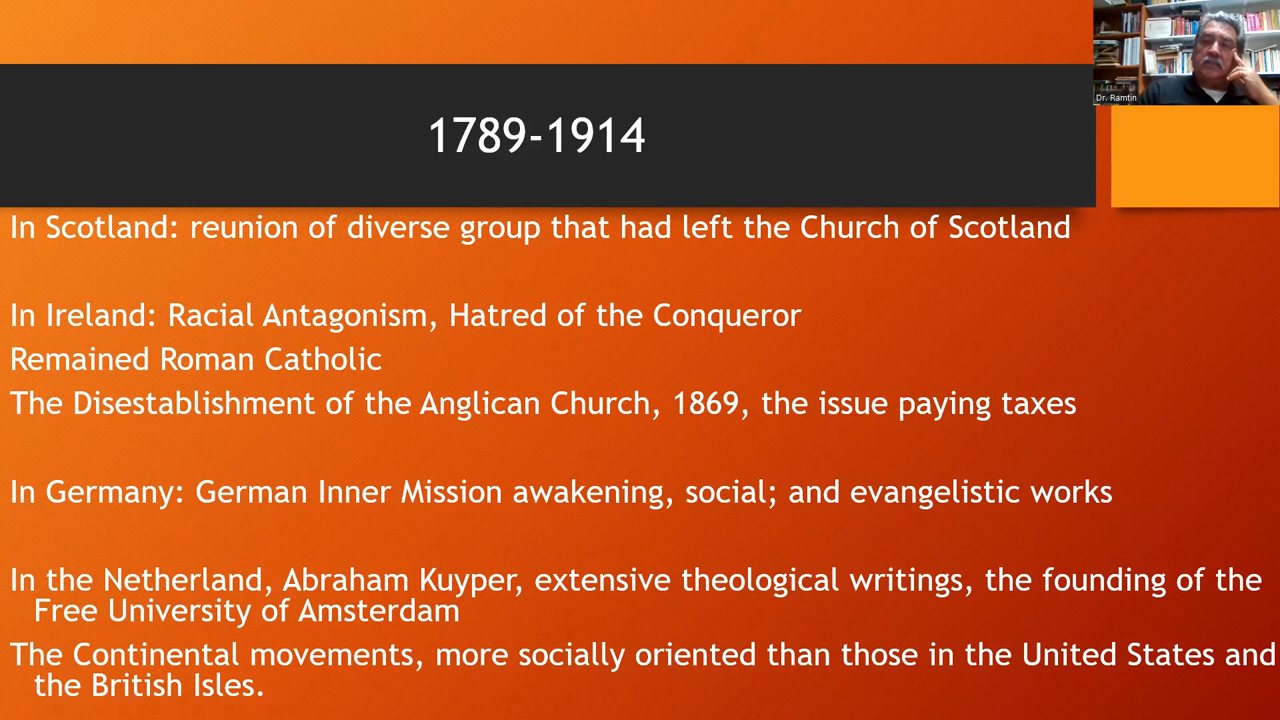 Dr. Ramtin
1789-1914
In Scotland: reunion of diverse group that had left the Church of Scotland
In Ireland: Racial Antagonism, Hatred of the Conqueror
Remained Roman Catholic
The Disestablishment of the Anglican Church, 1869, the issue paying taxes
In Germany: German Inner Mission awakening, social; and evangelistic works
In the Netherland, Abraham Kuyper, extensive theological writings, the founding of the
Free University of Amsterdam
The Continental movements, more socially oriented than those in the United States and
the British Isles.